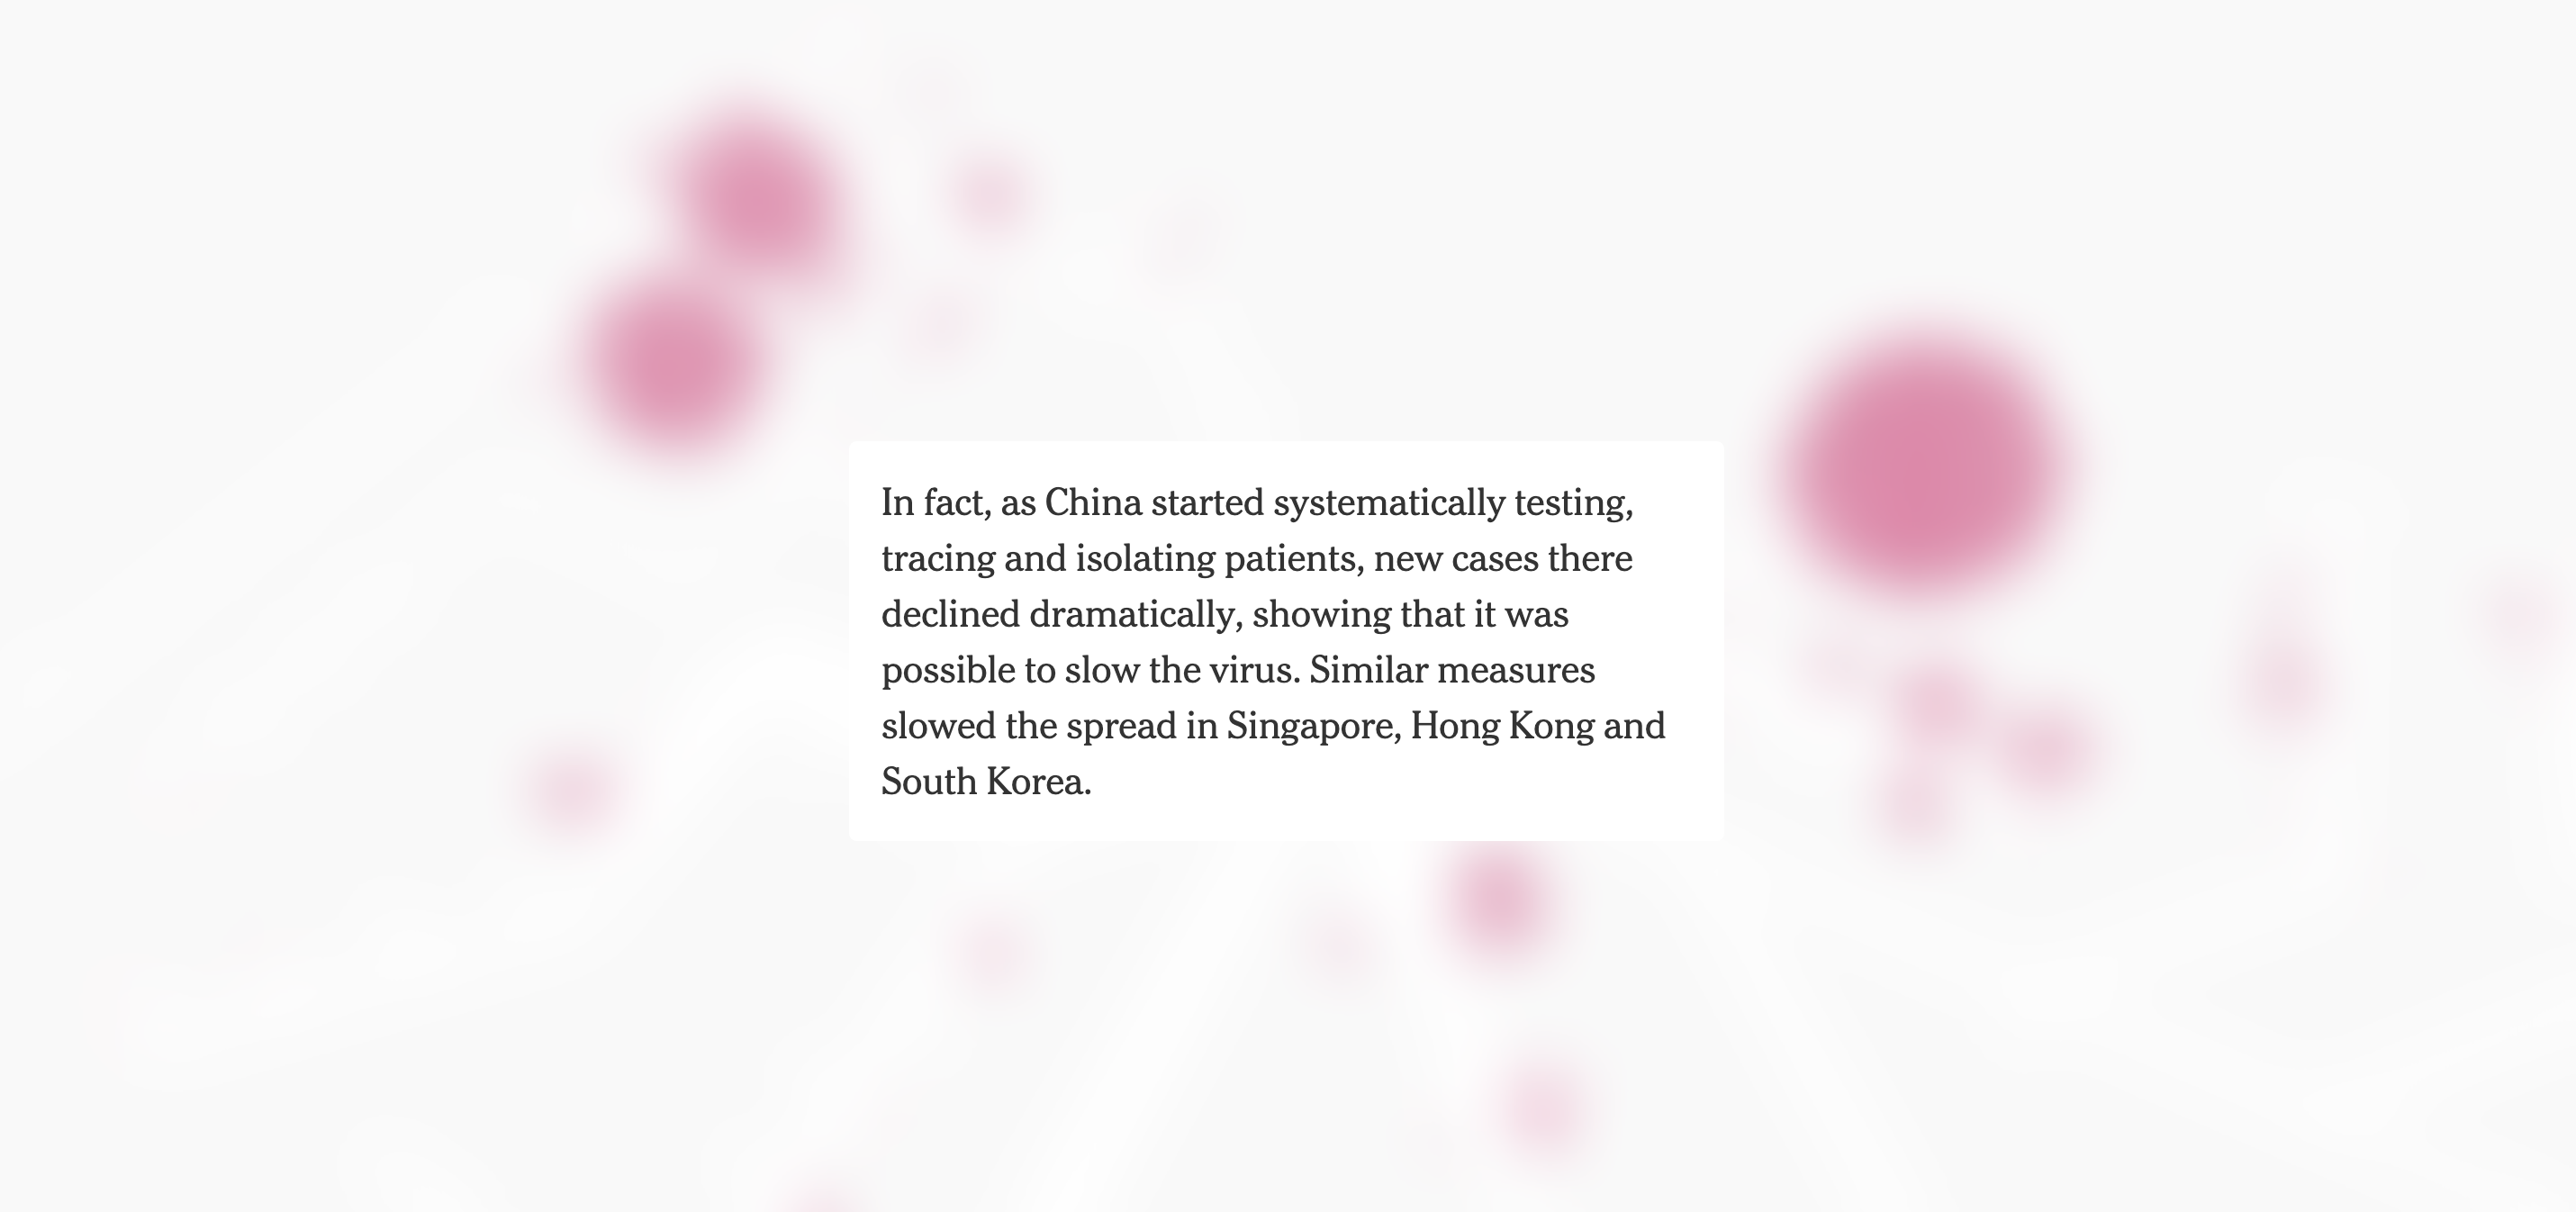 In fact, as China started systematically testing,
tracing and isolating patients, new cases there
declined dramatically, showing that it was
possible to slow the virus. Similar measures
slowed the spread in Singapore, Hong Kong and
South Korea.